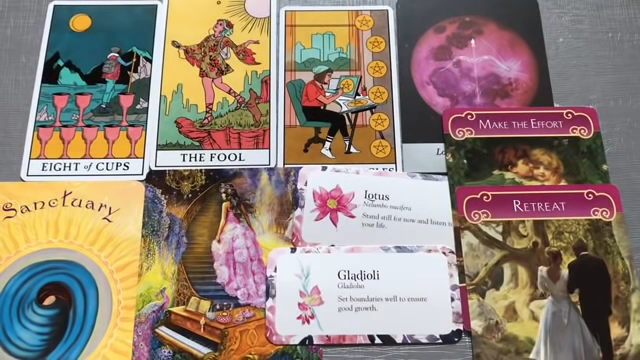 EIGHT of CUPS
THE FOOL
MAKE THE EFFORT
Sanctuary
Lotus
Nelumbo nucifera
Stand still for now and listen
your life.
RETREAT
Gladioli
Gladiolus
Set boundaries well to ensure
good growth.